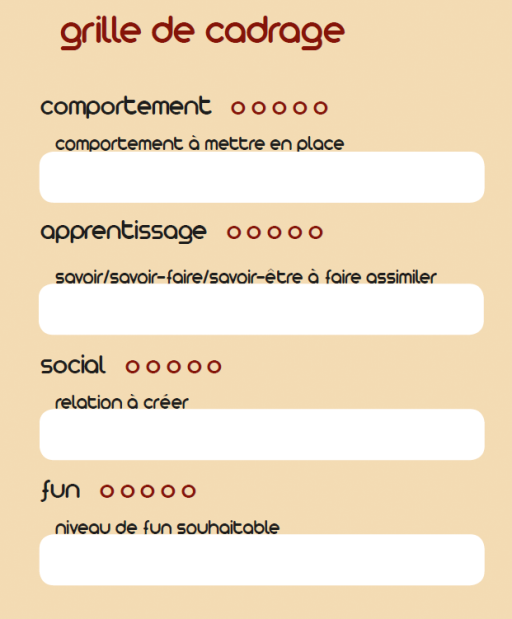 grille de cadrage
comportement
comportement à mettre en place
apprentissage
savoir/savoir-faire/savoir-être à faire assimiler
social
relation à créer
fun
niveau de fun souhaitable